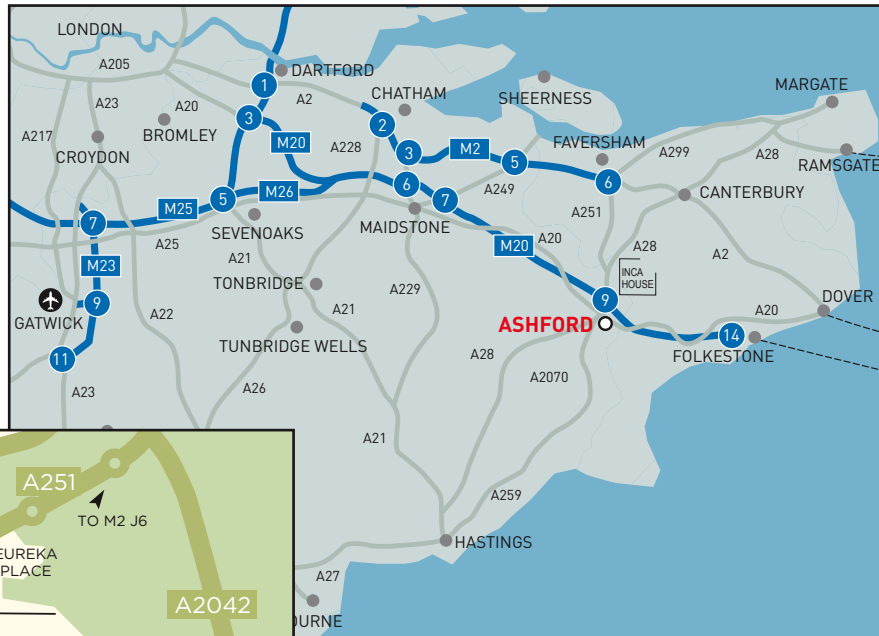 LONDON
A205
DARTFORD
1
A2
CHATHAM
SHEERNESS
MARGATE
A23
A20
3
BROMLEY
M20
2
A217
CROYDON
A228
3
M2
5
FAVERSHAM
A299
A28
RAMSGATE
M26
6
6
CANTERBURY
M25
5
7
A249
A251
7
SEVENOAKS
MAIDSTONE
A25
A21
M20
A20
A28
A2
M23
INCA
HOUSE
TONBRIDGE
A229
9
9
A21
A20
DOVER
GATWICK
A22
TUNBRIDGE WELLS
ASHFORD
14
FOLKESTONE
11
A28
A23
A26
A2070
A21
A251
A259
TO M2 J6
HASTINGS
EUREKA
PLACE
A27
A2042
OURNE